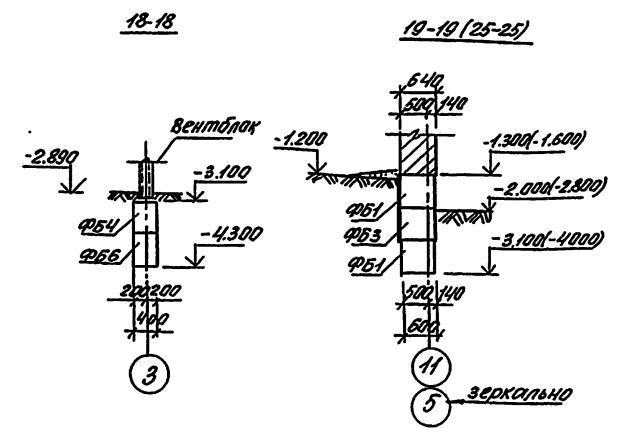 18-18
Вентблок
-2.890
-3.100
ФБ4
ФБ6
-4.300
200 200
400
3
19-19 (25-25)
640
500 140
-1.200
-1.300(-1.600)
-2.000(-2.800)
ФБ1
ФБ3
ФБ1
-3.100(-4000)
500 140
600
11
5
зеркально